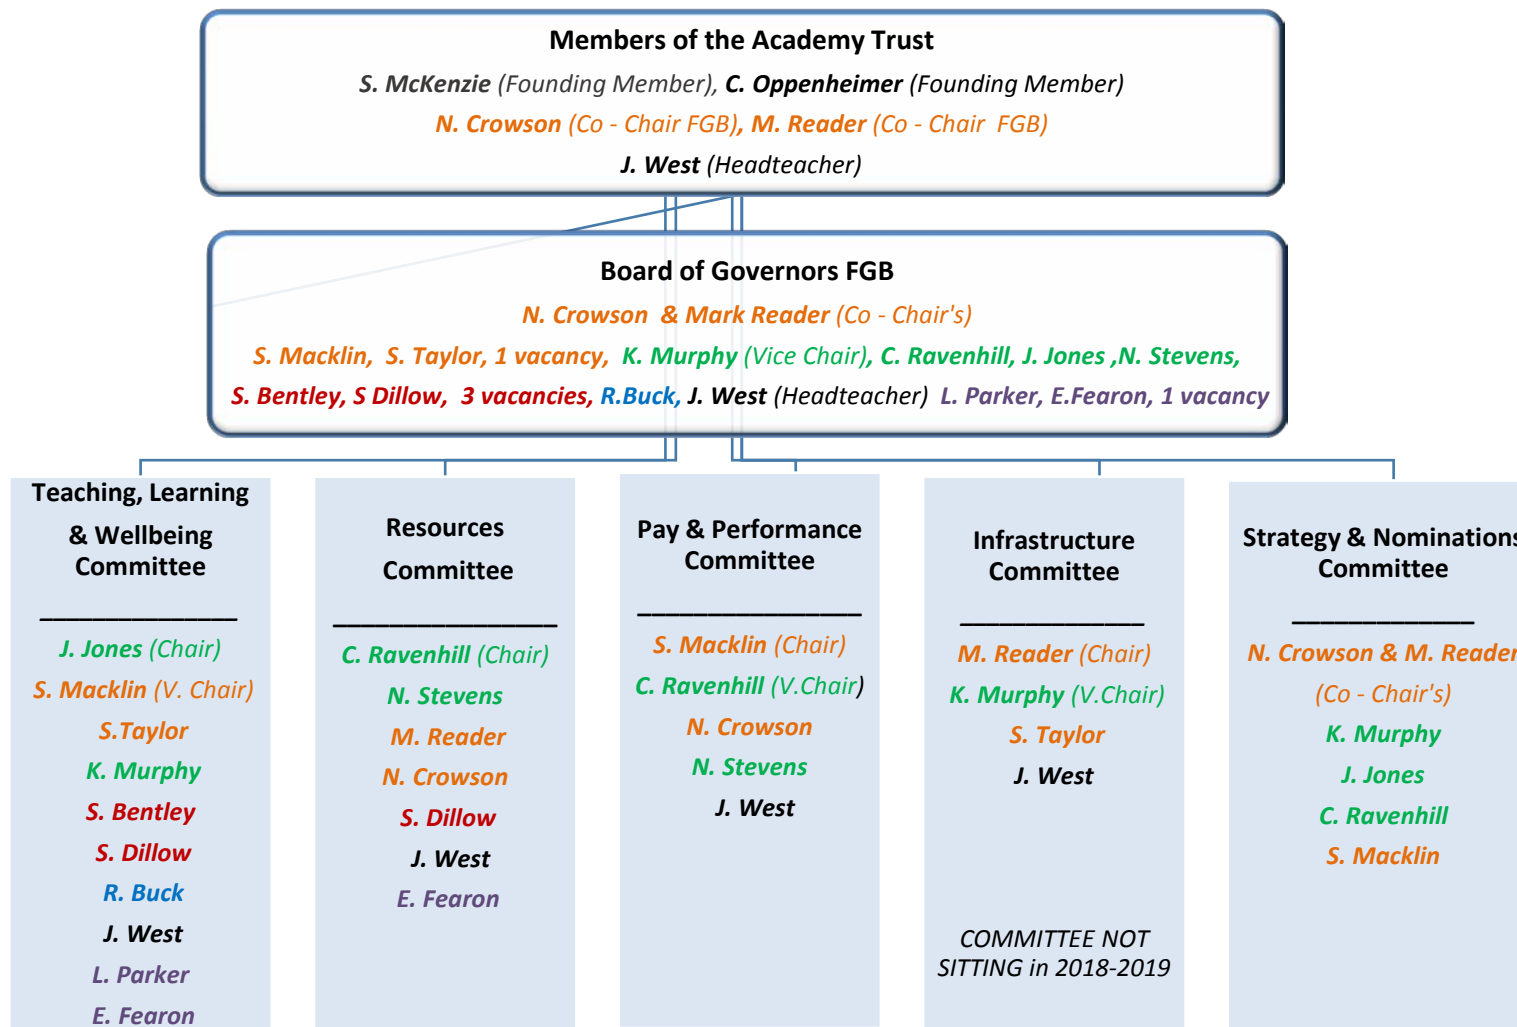 Members of the Academy Trust
S. McKenzie (Founding Member), C. Oppenheimer (Founding Member)
N. Crowson (Co - Chair FGB), M. Reader (Co - Chair FGB)
J. West (Headteacher)
Board of Governors FGB
N. Crowson & Mark Reader (Co - Chair's)
S. Macklin, S. Taylor, 1 vacancy, K. Murphy (Vice Chair), C. Ravenhill, J. Jones ,N. Stevens,
S. Bentley, S Dillow, 3 vacancies, R.Buck, J. West (Headteacher) L. Parker, E.Fearon, 1 vacancy
Teaching, Learning
& Wellbeing
Committee
J. Jones (Chair)
S. Macklin (V. Chair)
S.Taylor
K. Murphy
S. Bentley
S. Dillow
R. Buck
J. West
L. Parker
E. Fearon
Resources
Committee
C. Ravenhill (Chair)
N. Stevens
M. Reader
N. Crowson
S. Dillow
J. West
E. Fearon
Pay & Performance
Committee
S. Macklin (Chair)
C. Ravenhill (V.Chair)
N. Crowson
N. Stevens
J. West
Infrastructure
Committee
M. Reader (Chair)
K. Murphy (V.Chair)
S. Taylor
J. West
COMMITTEE NOT
SITTING in 2018-2019
Strategy & Nominations
Committee
N. Crowson & M. Reader
(Co - Chair's)
K. Murphy
J. Jones
C. Ravenhill
S. Macklin